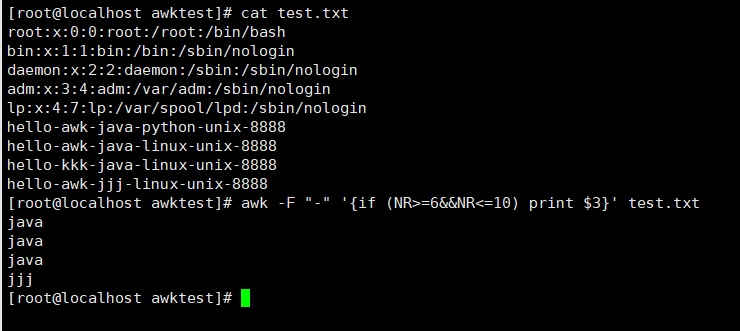 [root@localhost awktest]# cat test.txt
root:x:0:0:root:/root:/bin/bash
bin:x:1:1:bin:/bin:/sbin/nologin
daemon:x:2:2:daemon:/sbin:/sbin/nologin
adm:x:3:4:adm:/var/adm:/sbin/nologin
lp:x:4:7:lp:/var/spool/lpd:/sbin/nologin
hello-awk-java-python-unix-8888
hello-awk-java-linux-unix-8888
hello-kkk-java-linux-unix-8888
hello-awk-jjj-linux-unix-8888
[root@localhost awktest]# awk -F "-" '{if (NR>=6&&NR<=10) print $3}' test.txt
java
java
java
jjj
[root@localhost awktest]#